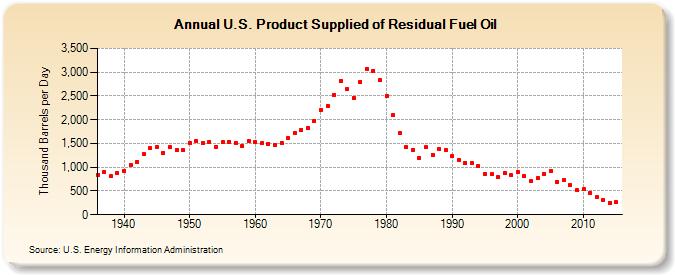 Annual U.S. Product Supplied of Residual Fuel Oil
Thousand Barrels per Day
3,500
3,000
2,500
2,000
1,500
1,000
500
0
1940 1950 1960 1970 1980 1990 2000 2010
Source: U.S. Energy Information Administration